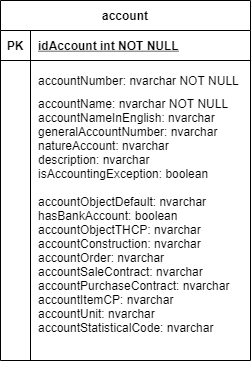 account
PK idAccount int NOT NULL
accountNumber: nvarchar NOT NULL
accountName: nvarchar NOT NULL
accountNameInEnglish: nvarchar
generalAccountNumber: nvarchar
natureAccount: nvarchar
description: nvarchar
isAccountingException: boolean
accountObjectDefault: nvarchar
hasBankAccount: boolean
accountObjectTHCP: nvarchar
accountConstruction: nvarchar
accountOrder: nvarchar
accountSaleContract: nvarchar
accountPurchaseContract: nvarchar
accountItemCP: nvarchar
accountUnit: nvarchar
accountStatisticalCode: nvarchar